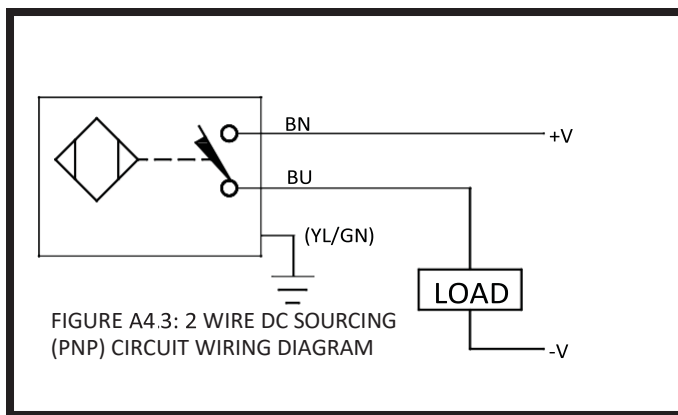 BN
+V
BU
(YL/GN)
LOAD
FIGURE A4.3: 2 WIRE DC SOURCING
(PNP) CIRCUIT WIRING DIAGRAM
-V